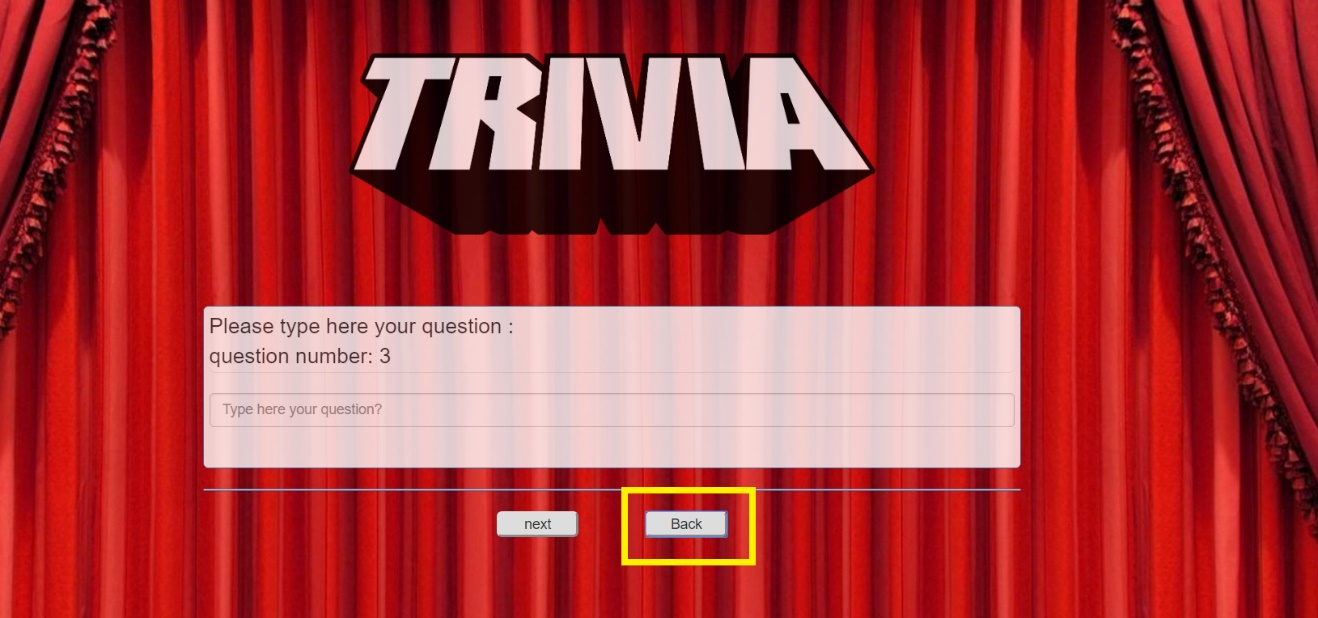 TRIVIA
Please type here your question :
question number: 3
Type here your question?
next Back